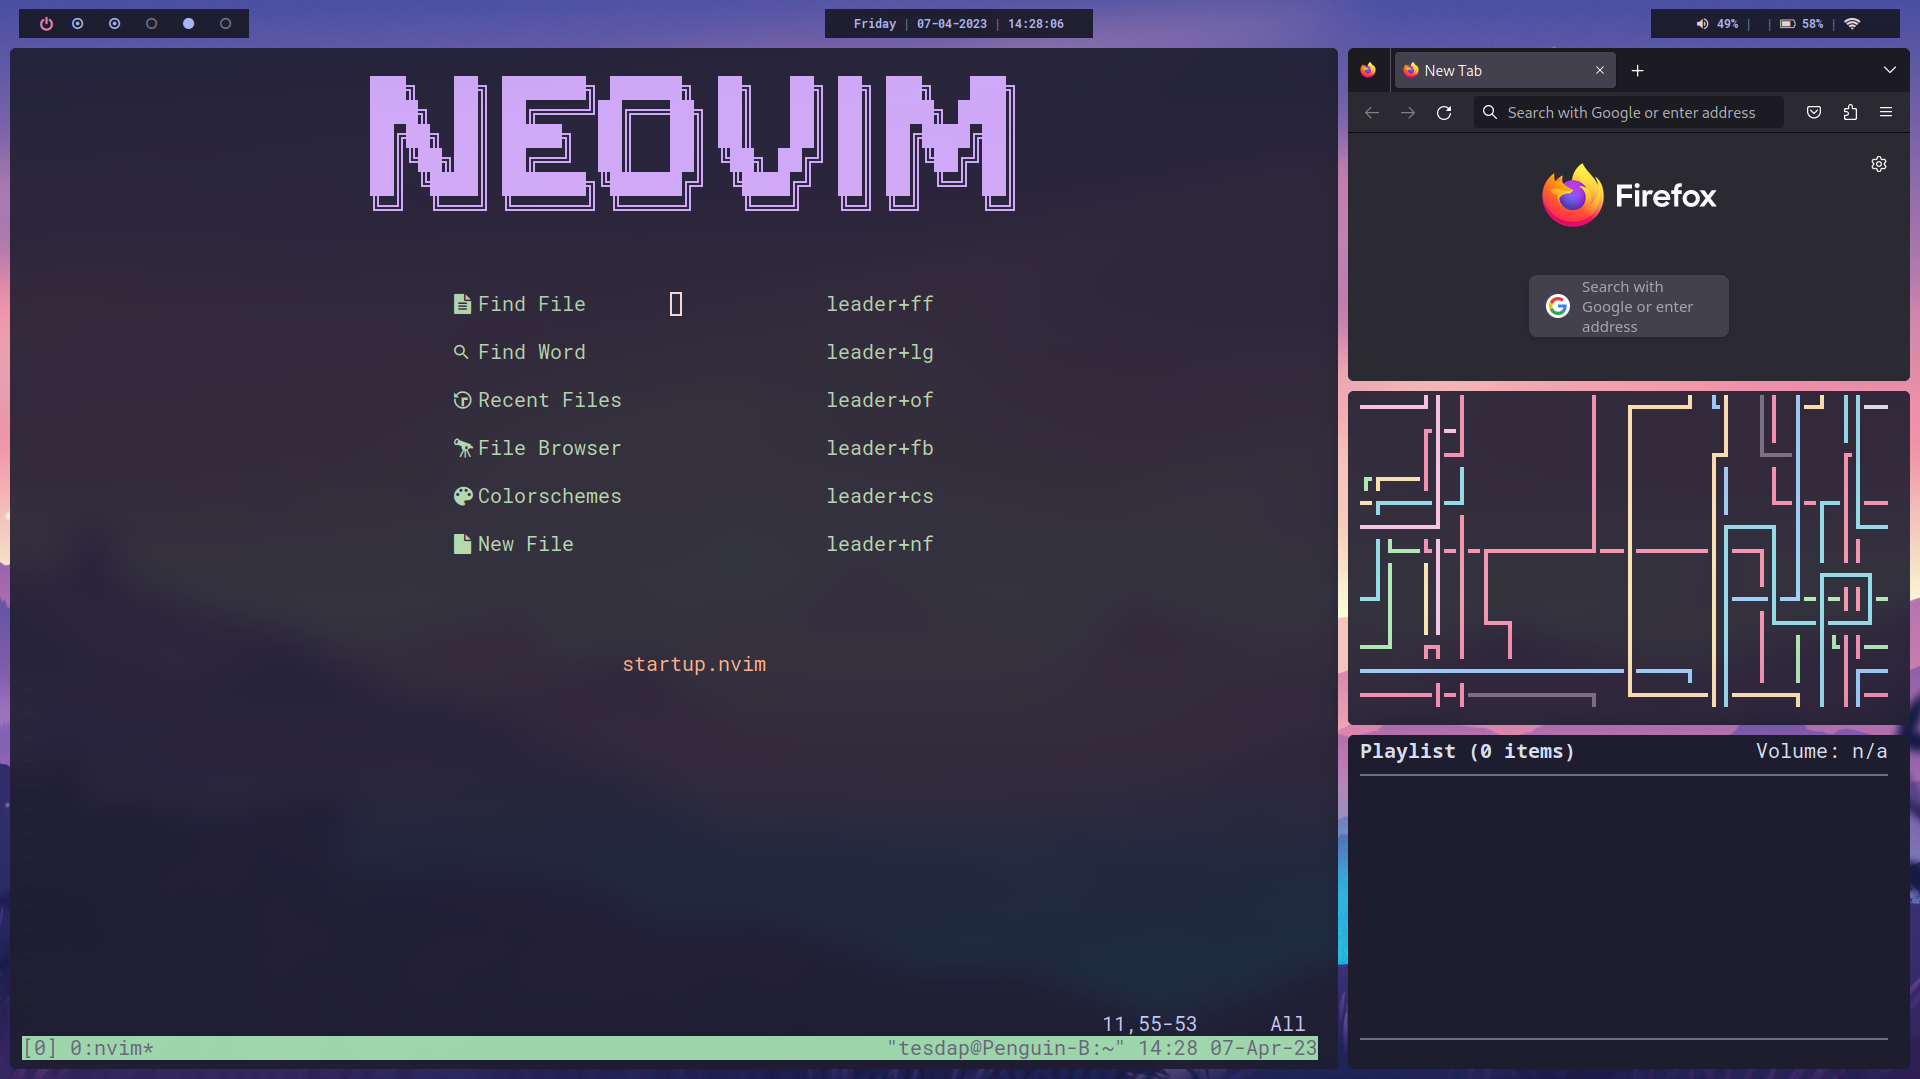 Friday | 07-04-2023 | 14:28:06
49% | | 58% |
NEOVIM
Find File leader+ff
Find Word leader+lg
Recent Files leader+of
File Browser leader+fb
Colorschemes leader+cs
New File leader+nf
startup.nvim
11,55-53 All
[0] 0:nvim* "tesdap@Penguin-B:~" 14:28 07-Apr-23
New Tab
Search with Google or enter address
Firefox
Search with
Google or enter
address
Playlist (0 items) Volume: n/a